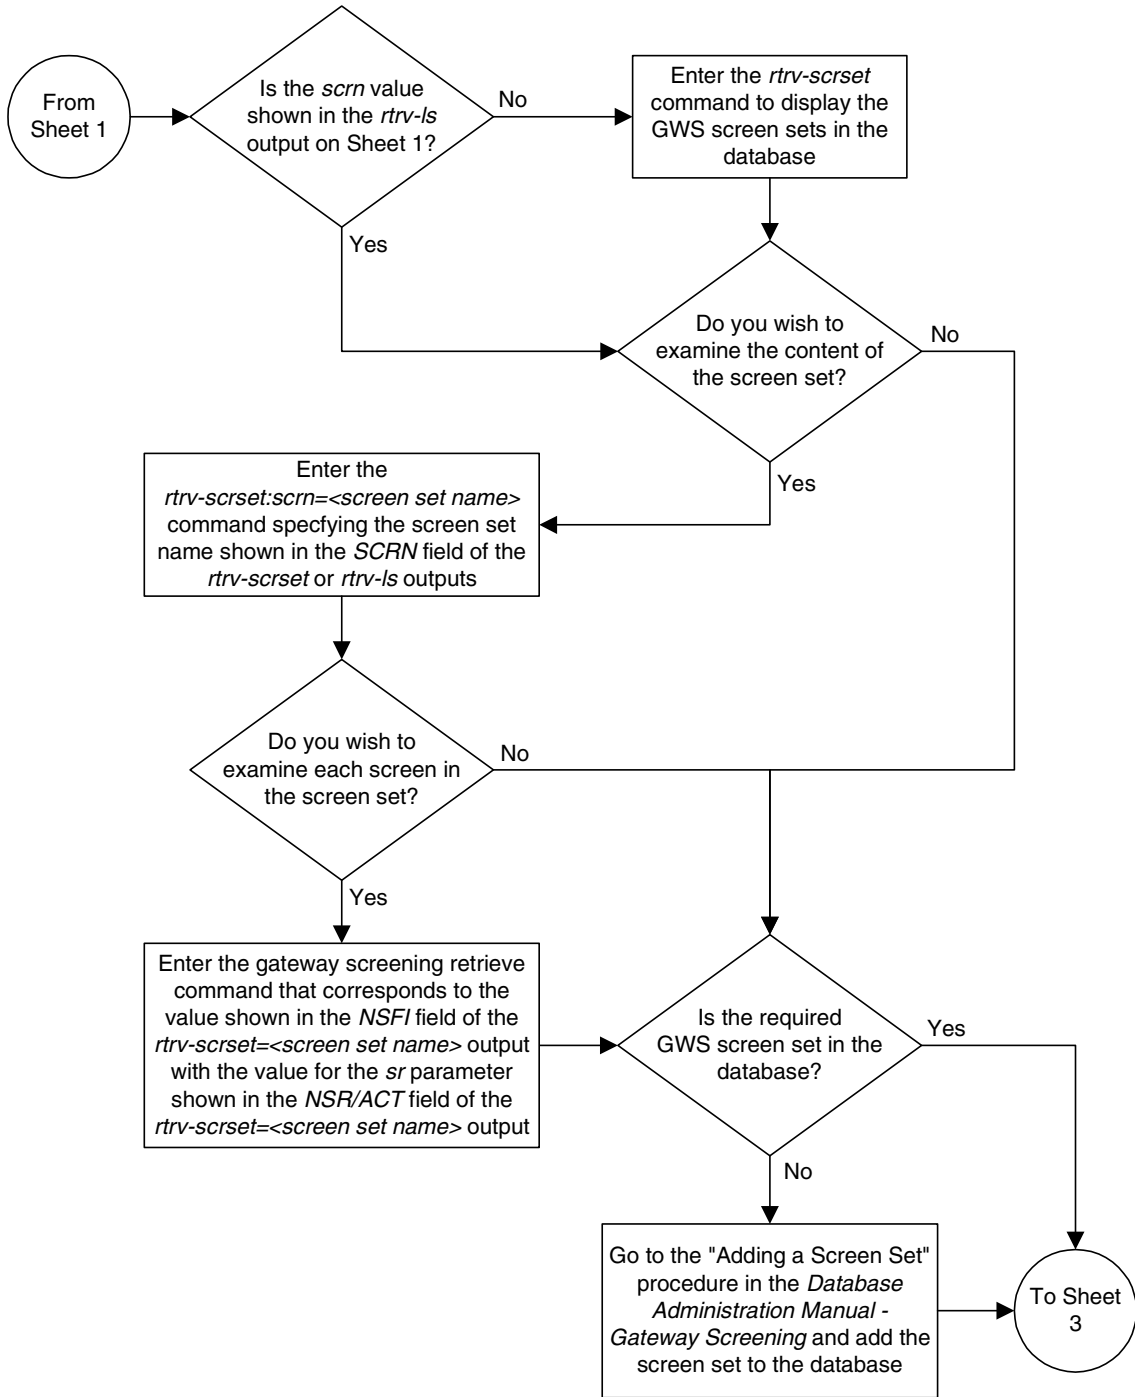 From
Sheet 1
Is the scrn value
shown in the rtrv-ls
output on Sheet 1?
No
Enter the rtrv-scrset
command to display the
GWS screen sets in the
database
Yes
Do you wish to
examine the content of
the screen set?
No
Yes
Enter the
rtrv-scrset:scrn=<screen set name>
command specfying the screen set
name shown in the SCRN field of the
rtrv-scrset or rtrv-ls outputs
Do you wish to
examine each screen in
the screen set?
No
Yes
Enter the gateway screening retrieve
command that corresponds to the
value shown in the NSFI field of the
rtrv-scrset=<screen set name> output
with the value for the sr parameter
shown in the NSR/ACT field of the
rtrv-scrset=<screen set name> output
Is the required
GWS screen set in the
database?
Yes
No
Go to the "Adding a Screen Set"
procedure in the Database
Administration Manual -
Gateway Screening and add the
screen set to the database
To Sheet
3